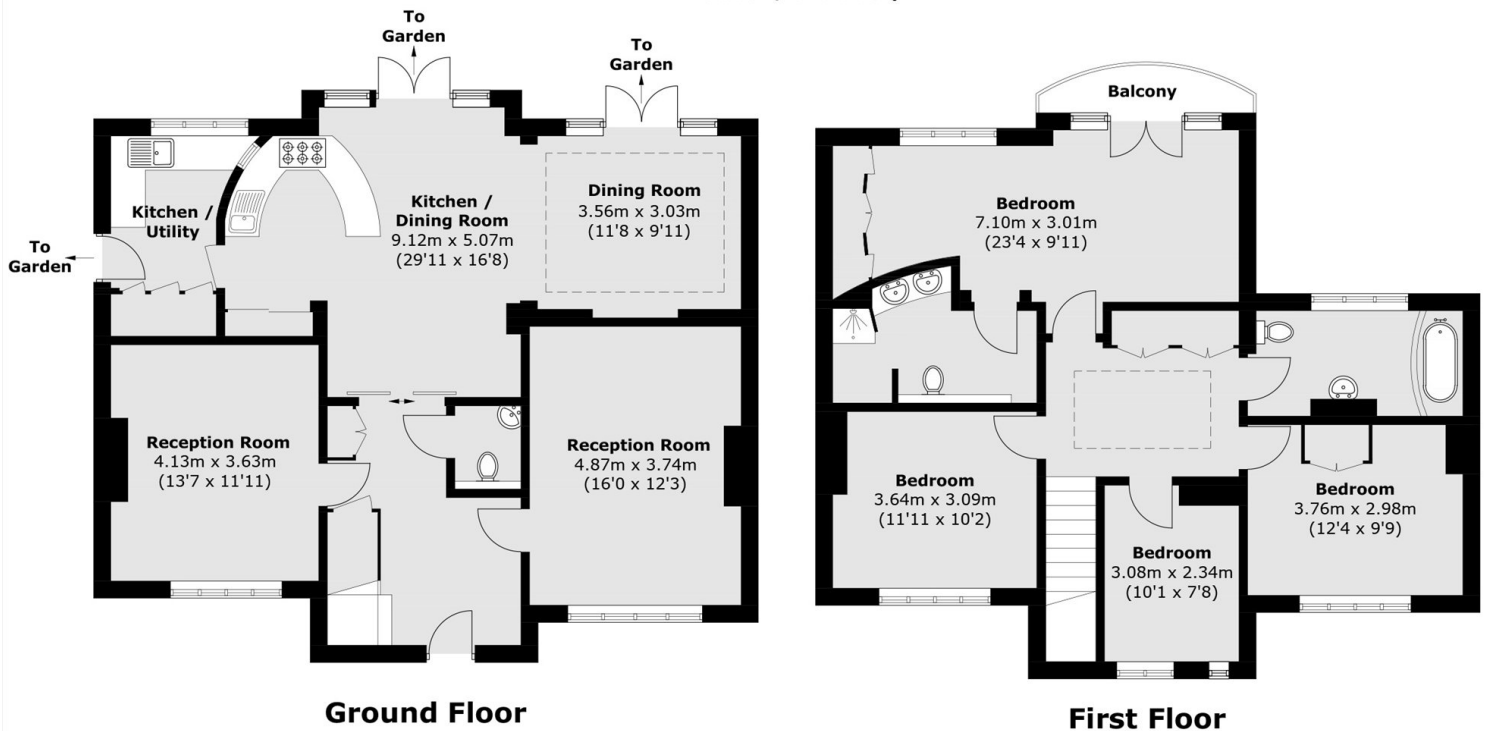 To
Garden
To
Garden
Kitchen /
Utility
To
Garden
Kitchen /
Dining Room
9.12m x 5.07m
(29'11 x 16'8)
Dining Room
3.56m x 3.03m
(11'8 x 9'11)
Reception Room
4.13m x 3.63m
(13'7 x 11'11)
Reception Room
4.87m x 3.74m
(16'0 x 12'3)
Ground Floor
Balcony
Bedroom
7.10m x 3.01m
(23'4 x 9'11)
Bedroom
3.64m x 3.09m
(11'11 x 10'2)
Bedroom
3.08m x 2.34m
(10'1 x 7'8)
Bedroom
3.76m x 2.98m
(12'4 x 9'9)
First Floor